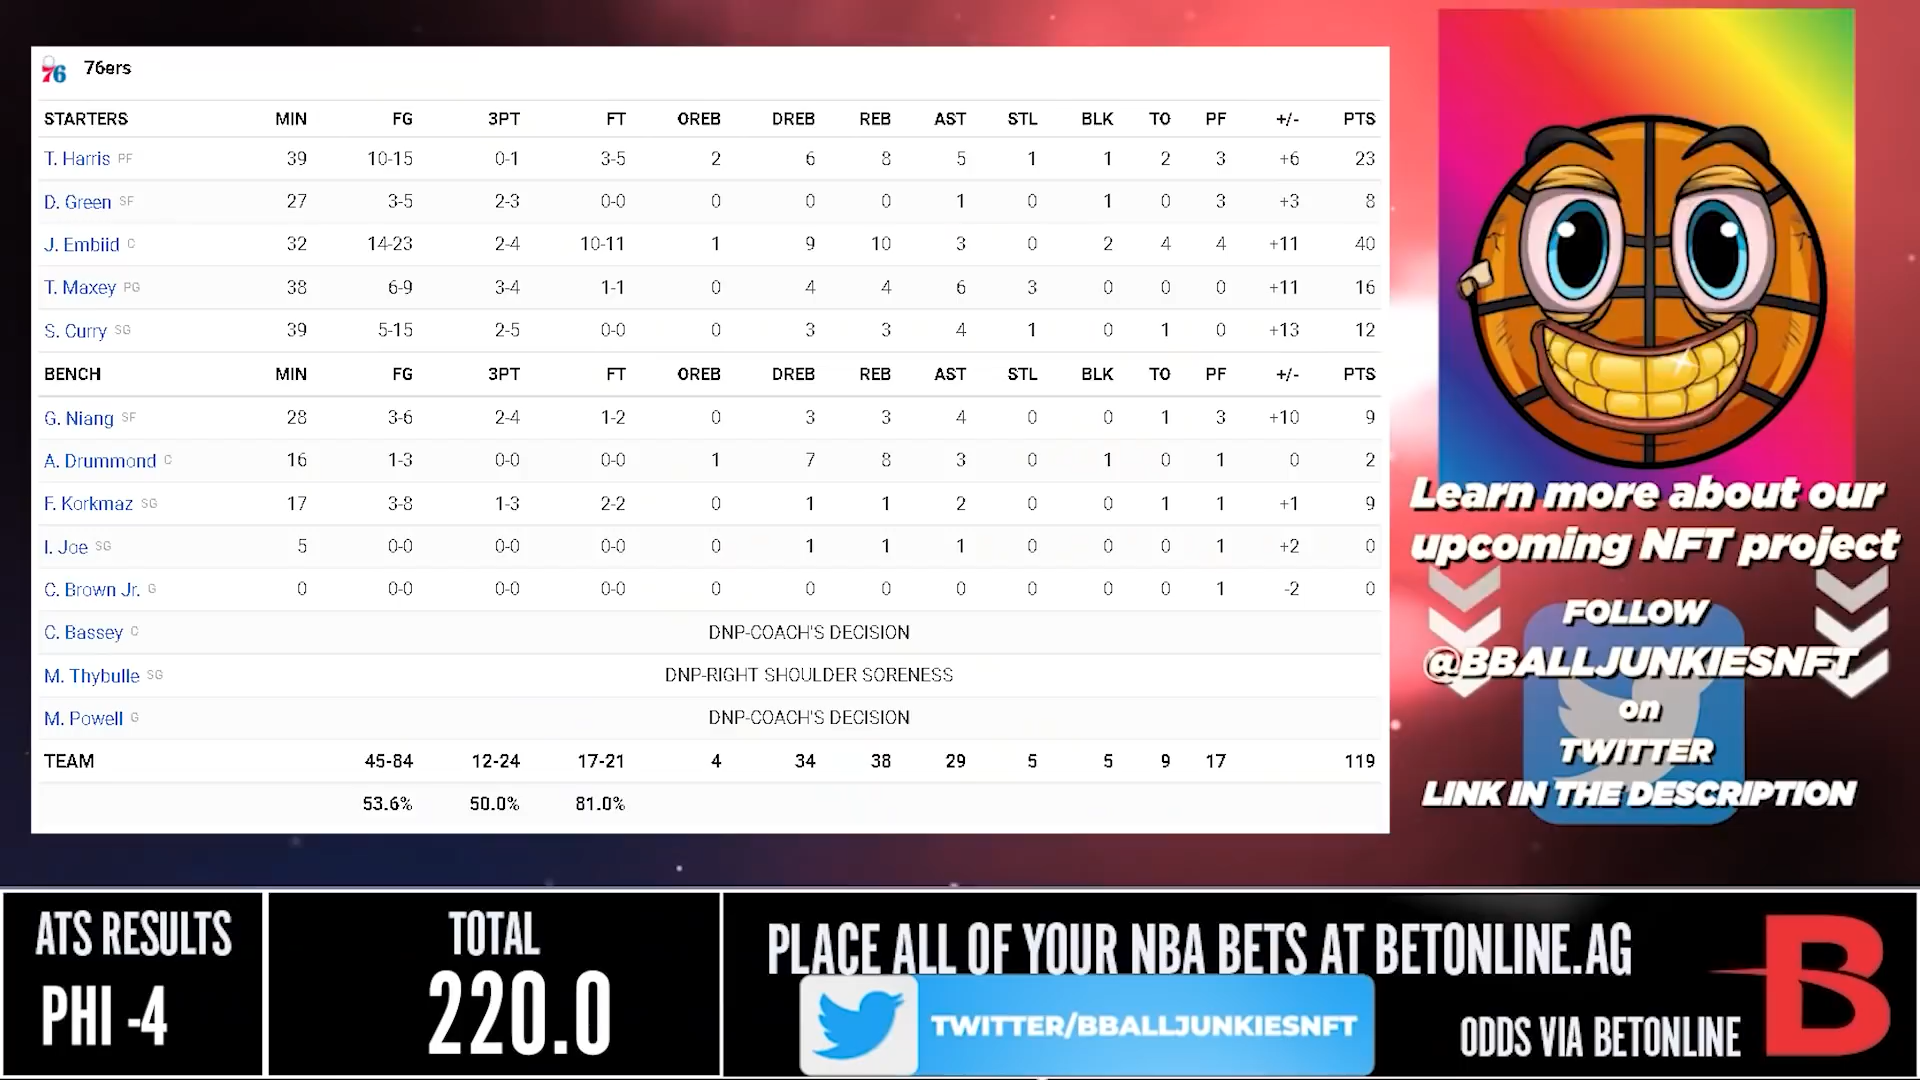 76 76ers
STARTERS MIN FG 3PT FT OREB DREB REB AST STL BLK TO PF +/- PTS
T. Harris PF 39 10-15 0-1 3-5 2 6 8 5 1 1 2 3 +6 23
D. Green SF 27 3-5 2-3 0-0 0 0 0 1 0 1 0 3 +3 8
J. Embiid C 32 14-23 2-4 10-11 1 9 10 3 0 2 4 4 +11 40
T. Maxey PG 38 6-9 3-4 1-1 0 4 4 6 3 0 0 0 +11 16
S. Curry SG 39 5-15 2-5 0-0 0 3 3 4 1 0 1 0 +13 12
BENCH MIN FG 3PT FT OREB DREB REB AST STL BLK TO PF +/- PTS
G. Niang SF 28 3-6 2-4 1-2 0 3 3 4 0 0 1 3 +10 9
A. Drummond C 16 1-3 0-0 0-0 1 7 8 3 0 1 0 1 0 2
F. Korkmaz SG 17 3-8 1-3 2-2 0 1 1 2 0 0 1 1 +1 9
I. Joe SG 5 0-0 0-0 0-0 0 1 1 1 0 0 0 1 +2 0
C. Brown Jr. G 0 0-0 0-0 0-0 0 0 0 0 0 0 0 1 -2 0
C. Bassey C DNP-COACH'S DECISION
M. Thybulle SG DNP-RIGHT SHOULDER SORENESS
M. Powell G DNP-COACH'S DECISION
TEAM 45-84 12-24 17-21 4 34 38 29 5 5 9 17 119
53.6% 50.0% 81.0%
Learn more about our
upcoming NFT project
FOLLOW
@BBALLJUNKIESNFT
on
TWITTER
LINK IN THE DESCRIPTION
ATS RESULTS
PHI -4
TOTAL
220.0
PLACE ALL OF YOUR NBA BETS AT BETONLINE.AG
TWITTER/BBALLJUNKIESNFT
ODDS VIA BETONLINE
B